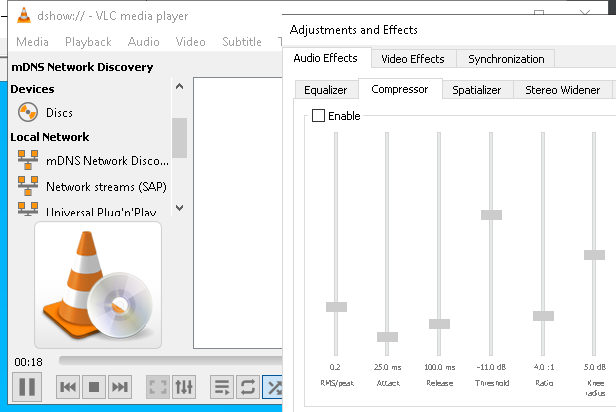 dshow:// - VLC media player
Media Playback Audio Video Subtitle
mDNS Network Discovery
Devices
Discs
Local Network
mDNS Network Disco...
Network streams (SAP)
Universal Plug'n'Play
00:18
Adjustments and Effects
Audio Effects Video Effects Synchronization
Equalizer Compressor Spatializer Stereo Widener
Enable
0.2 25.0 ms 100.0 ms -11.0 dB 4.0 :1 5.0 dB
RMS/peak Attack Release Threshold Ratio Knee
radius